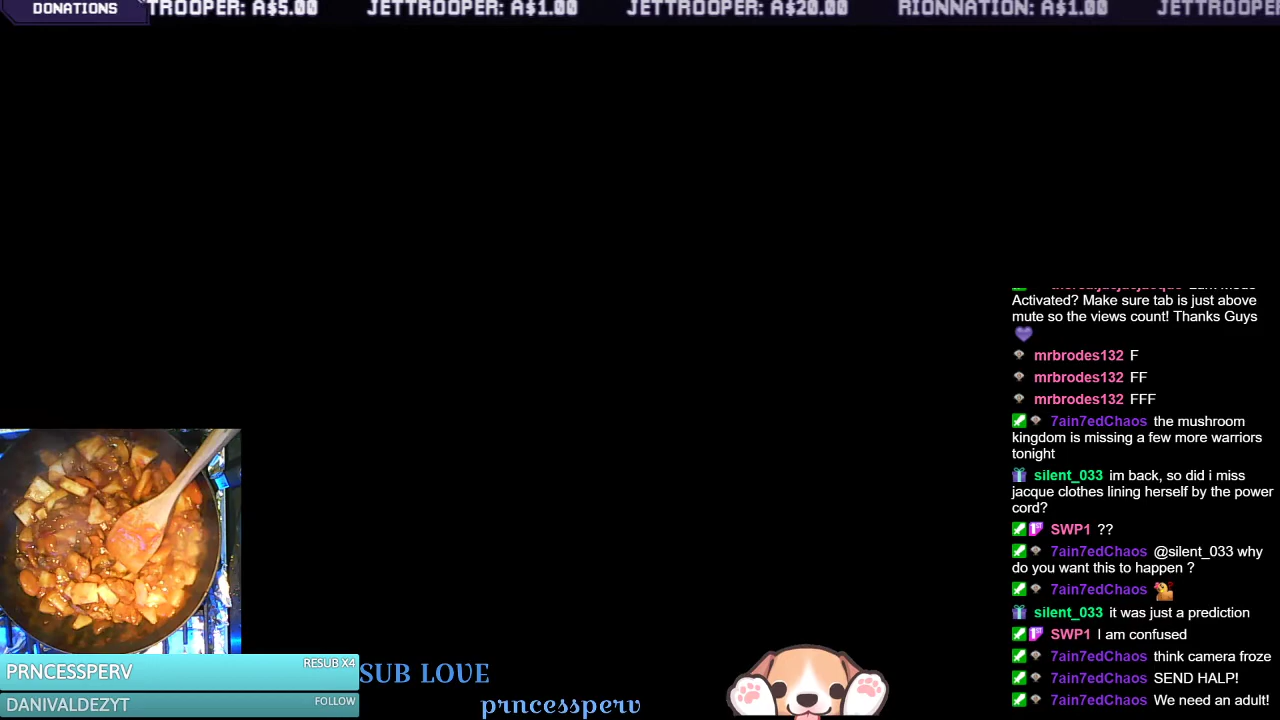 DONATIONS
TROOPER: A$5.00 JETTROOPER: A$1.00 JETTROOPER: A$20.00 RIONNATION: A$1.00 JETTROOPE
Activated? Make sure tab is just above
mute so the views count! Thanks Guys
mrbrodes132 F
mrbrodes132 FF
mrbrodes132 FFF
7ain7edChaos the mushroom
kingdom is missing a few more warriors
tonight
silent_033 im back, so did i miss
jacque clothes lining herself by the power
cord?
SWP1 ??
7ain7edChaos @silent_033 why
do you want this to happen ?
7ain7edChaos
silent_033 it was just a prediction
SWP1 I am confused
7ain7edChaos think camera froze
7ain7edChaos SEND HALP!
7ain7edChaos We need an adult!
PRNCESSPERV RESUB X4
DANIVALDEZYT FOLLOW
SUB LOVE
prncesspervv